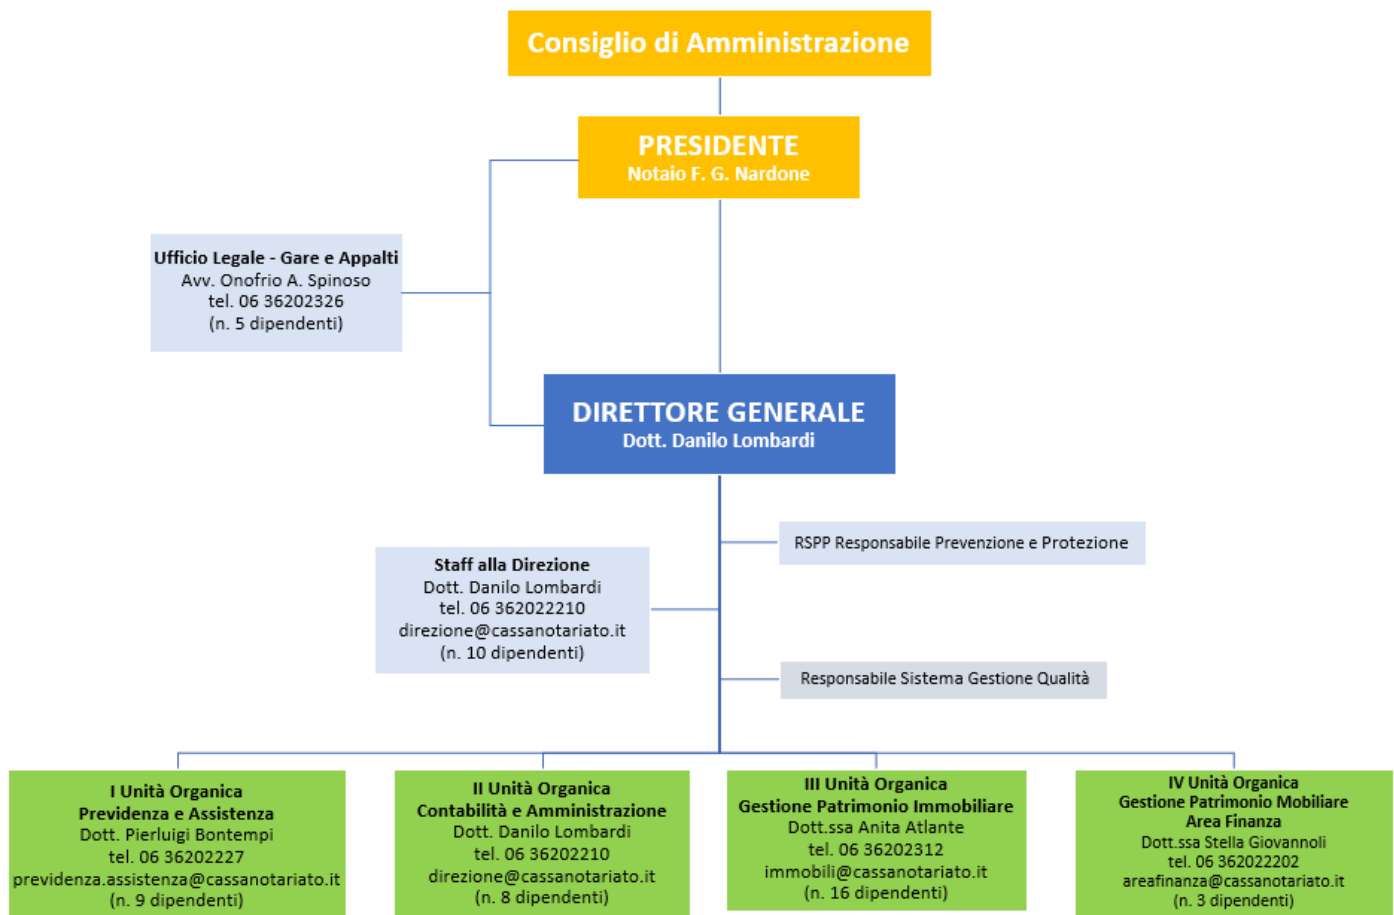 Consiglio di Amministrazione
PRESIDENTE
Notaio F. G. Nardone
Ufficio Legale - Gare e Appalti
Avv. Onofrio A. Spinoso
tel. 06 36202326
(n. 5 dipendenti)
DIRETTORE GENERALE
Dott. Danilo Lombardi
RSPP Responsabile Prevenzione e Protezione
Staff alla Direzione
Dott. Danilo Lombardi
tel. 06 362022210
direzione@cassanotariato.it
(n. 10 dipendenti)
Responsabile Sistema Gestione Qualità
I Unità Organica
Previdenza e Assistenza
Dott. Pierluigi Bontempi
tel. 06 36202227
previdenza.assistenza@cassanotariato.it
(n. 9 dipendenti)
II Unità Organica
Contabilità e Amministrazione
Dott. Danilo Lombardi
tel. 06 36202210
direzione@cassanotariato.it
(n. 8 dipendenti)
III Unità Organica
Gestione Patrimonio Immobiliare
Dott.ssa Anita Atlante
tel. 06 36202312
immobili@cassanotariato.it
(n. 16 dipendenti)
IV Unità Organica
Gestione Patrimonio Mobiliare
Area Finanza
Dott.ssa Stella Giovannoli
tel. 06 362022202
areafinanza@cassanotariato.it
(n. 3 dipendenti)